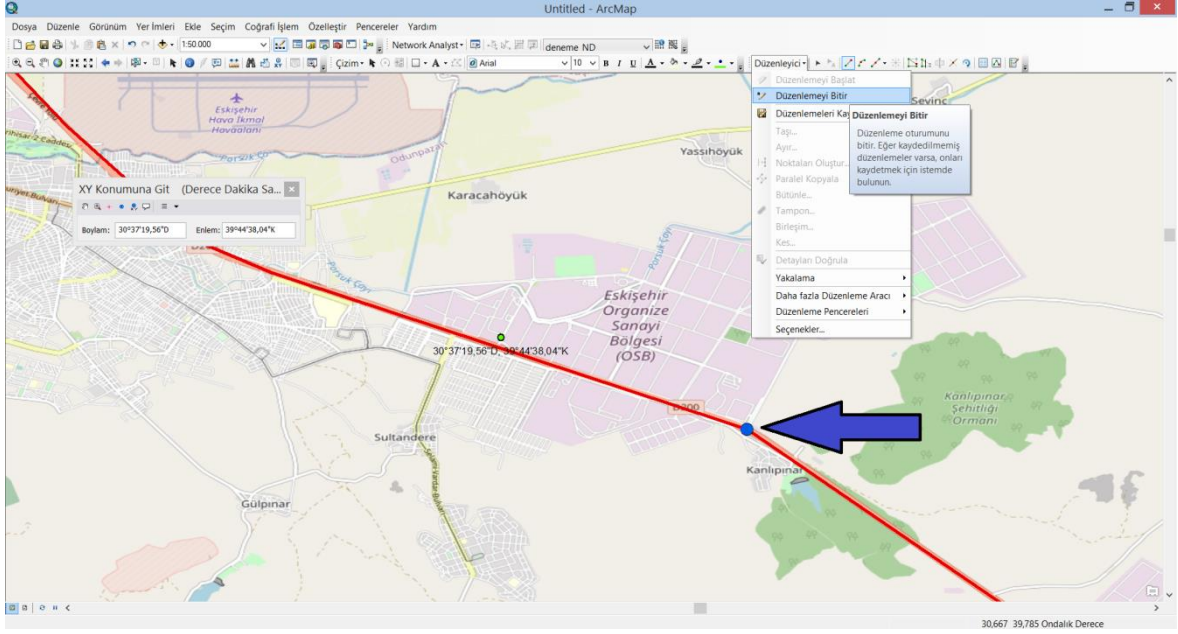 Untitled - ArcMap
Dosya Düzenle Görünüm Yer İmleri Ekle Seçim Coğrafi İşlem Özelleştir Pencereler Yardım
1:50 000 Network Analyst deneme ND
Çizim A Arial 10 B I U A Düzenleyici
Düzenlemeyi Başlat
Düzenlemeyi Bitir
Düzenlemeleri Kay
Taşı...
Ayır...
Noktaları Oluştur...
Paralel Kopyala
Bütünle...
Tampon...
Birleşim...
Kes...
Detayları Doğrula
Yakalama
Daha fazla Düzenleme Aracı
Düzenleme Pencereleri
Seçenekler...
Düzenlemeyi Bitir
Düzenleme oturumunu
bitir. Eğer kaydedilmemiş
düzenlemeler varsa, onları
kaydetmek için istemde
bulunun.
Sevinç
Eskişehir
Hava İkmal
Havaalanı
Odunpazarı
Yassıhöyük
XY Konumuna Git (Derece Dakika Sa...
Boylam: 30°37'19,56"D Enlem: 39°44'38,04"K
Karacahöyük
Porsuk Çayı
Porsuk Çayı
Eskişehir
Organize
Sanayi
Bölgesi
(OSB)
30°37'19,56"D, 39°44'38,04"K
D200
Kanlıpınar
Şehitliği
Ormanı
Sultandere
Kanlıpınar
Gülpınar
30,667 39,785 Ondalık Derece